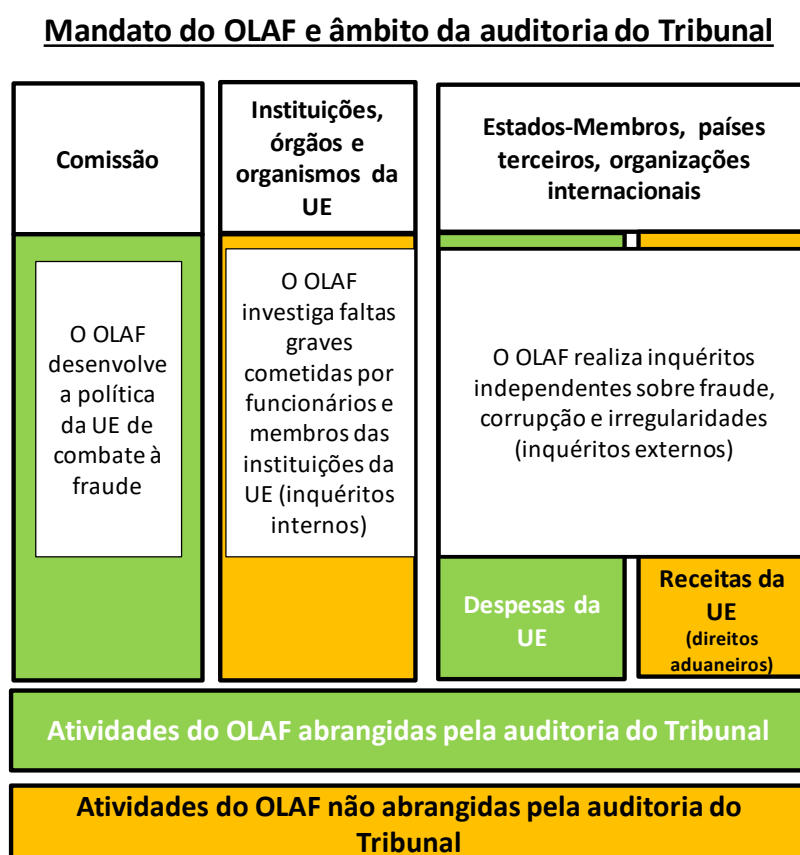 Mandato do OLAF e âmbito da auditoria do Tribunal
Comissão
Instituições,
órgãos e
organismos da
UE
Estados-Membros, países
terceiros, organizações
internacionais
O OLAF
desenvolve
a política
da UE de
combate à
fraude
O OLAF
investiga faltas
graves
cometidas por
funcionários e
membros das
instituições da
UE (inquéritos
internos)
O OLAF realiza inquéritos
independentes sobre fraude,
corrupção e irregularidades
(inquéritos externos)
Despesas da
UE
Receitas da
UE
(direitos
aduaneiros)
Atividades do OLAF abrangidas pela auditoria do Tribunal
Atividades do OLAF não abrangidas pela auditoria do
Tribunal